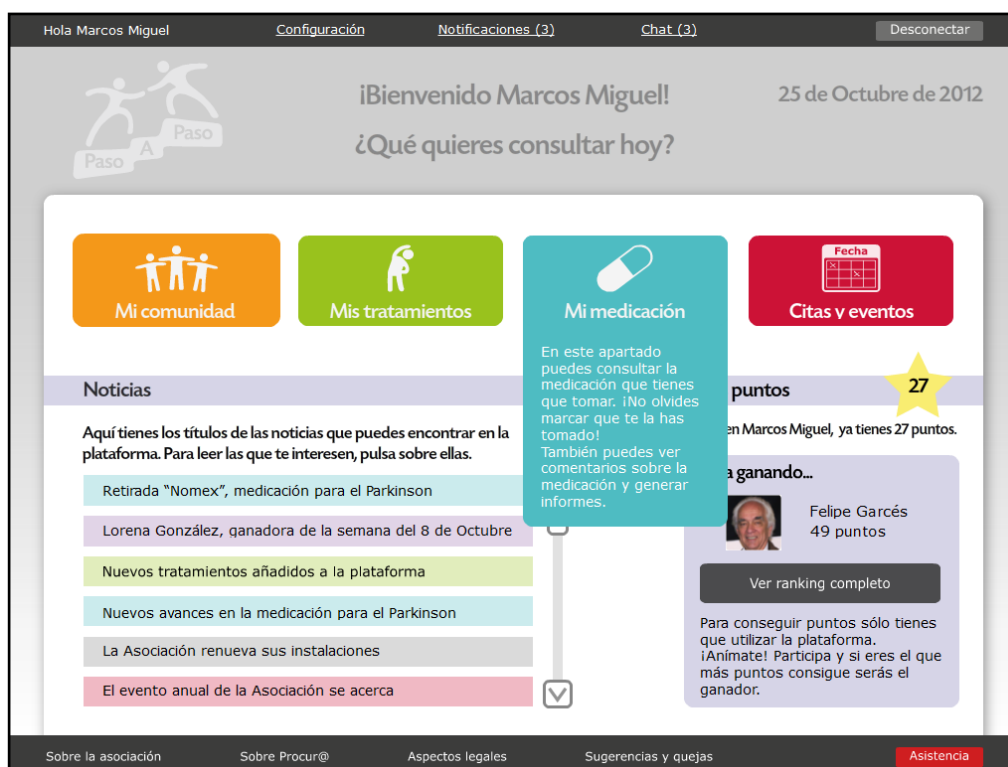 Hola Marcos Miguel
Configuración
Notificaciones (3)
Chat (3)
Desconectar
Paso A Paso
¡Bienvenido Marcos Miguel!
25 de Octubre de 2012
¿Qué quieres consultar hoy?
Mi comunidad
Mis tratamientos
Mi medicación
Fecha
Citas y eventos
En este apartado
puedes consultar la
medicación que tienes
que tomar. ¡No olvides
marcar que te la has
tomado!
También puedes ver
comentarios sobre la
medicación y generar
informes.
Noticias
Aquí tienes los títulos de las noticias que puedes encontrar en la
plataforma. Para leer las que te interesen, pulsa sobre ellas.
Retirada “Nomex”, medicación para el Parkinson
Lorena González, ganadora de la semana del 8 de Octubre
Nuevos tratamientos añadidos a la plataforma
Nuevos avances en la medicación para el Parkinson
La Asociación renueva sus instalaciones
El evento anual de la Asociación se acerca
puntos
27
Marcos Miguel, ya tienes 27 puntos.
ganando...
Felipe Garcés
49 puntos
Ver ranking completo
Para conseguir puntos sólo tienes
que utilizar la plataforma.
¡Anímate! Participa y si eres el que
más puntos consigue serás el
ganador.
Sobre la asociación
Sobre Procur@
Aspectos legales
Sugerencias y quejas
Asistencia